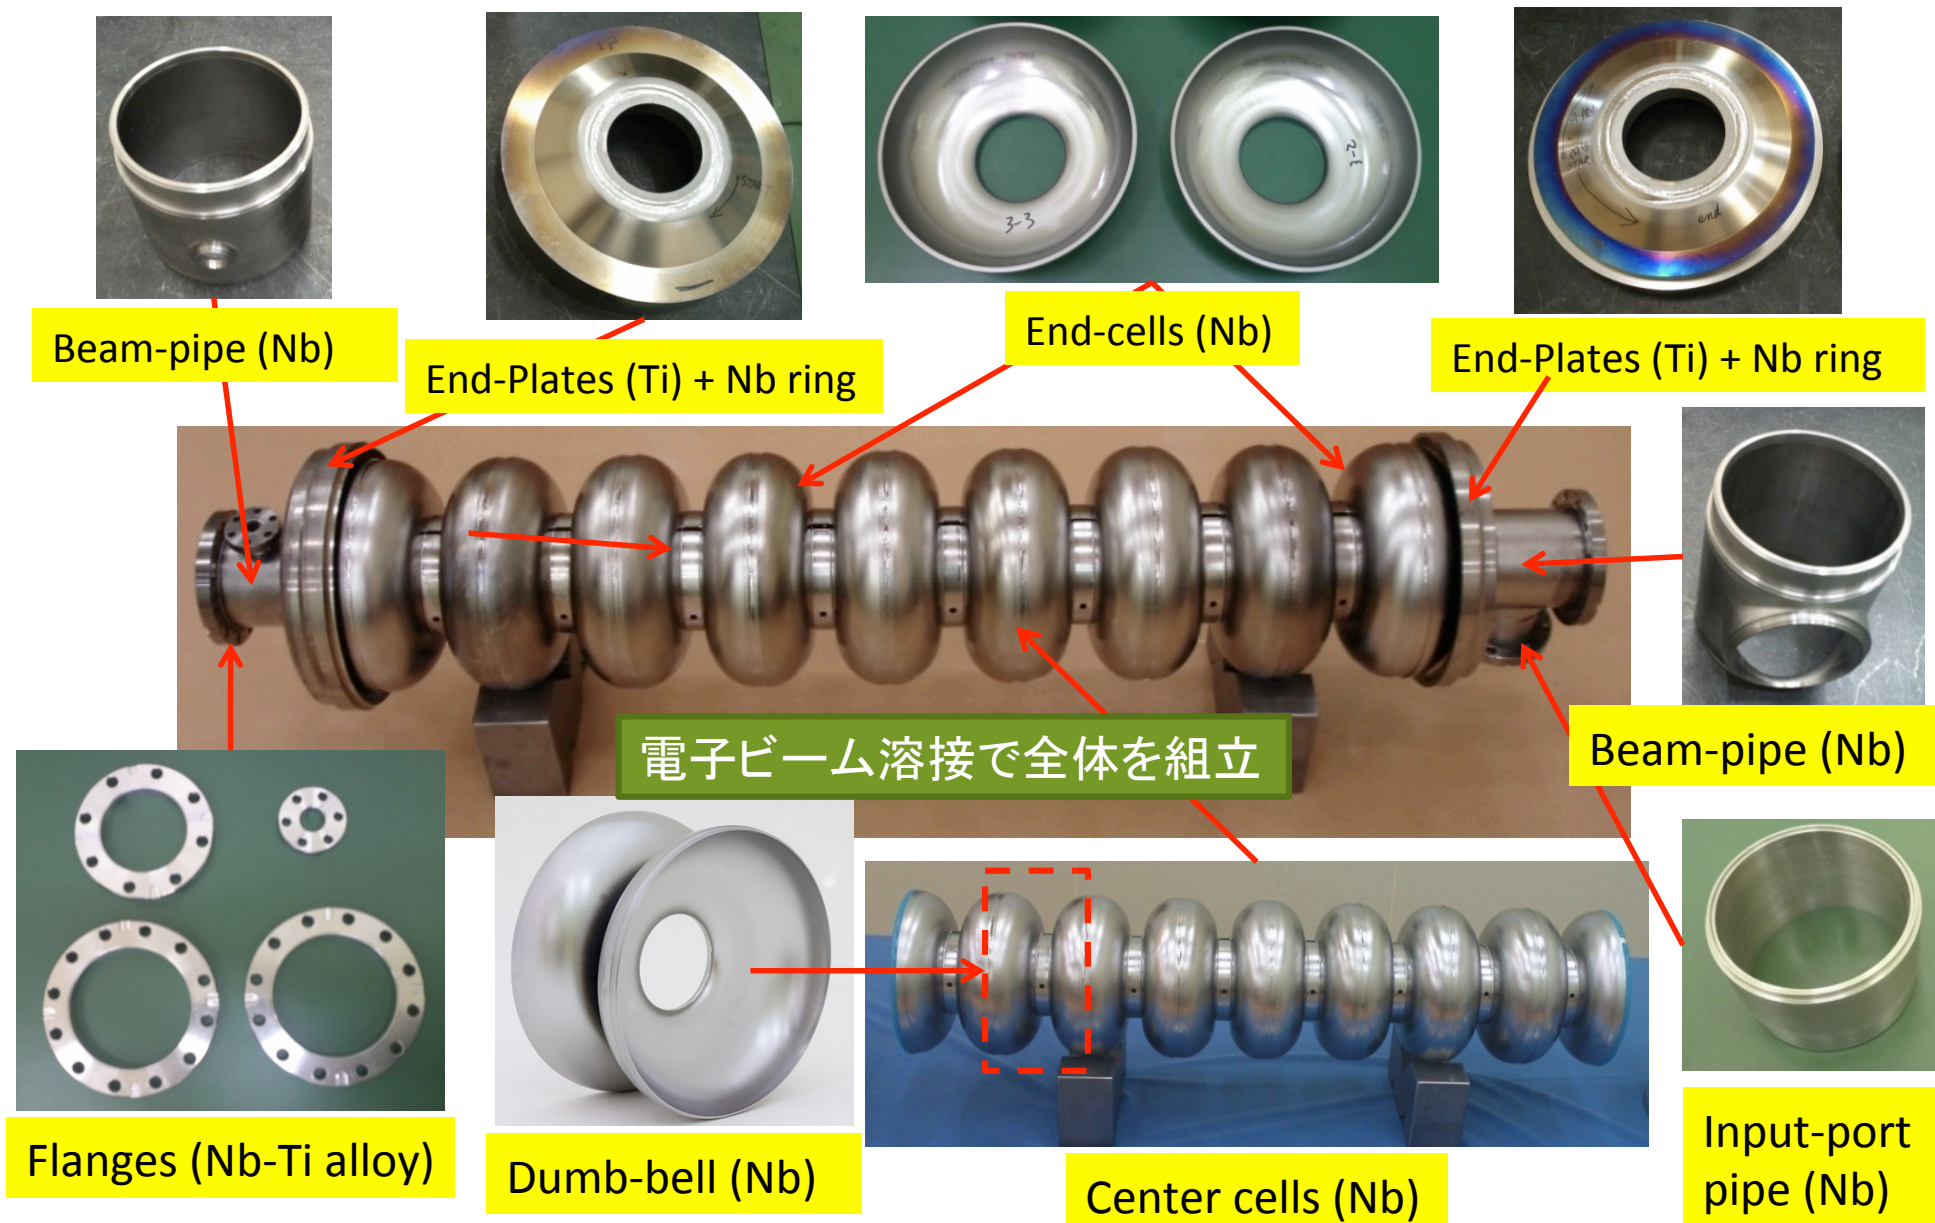 Beam-pipe (Nb)
End-Plates (Ti) + Nb ring
End-cells (Nb)
End-Plates (Ti) + Nb ring
START
3-3
end
電子ビーム溶接で全体を組立
Beam-pipe (Nb)
Flanges (Nb-Ti alloy)
Dumb-bell (Nb)
Center cells (Nb)
Input-port
pipe (Nb)